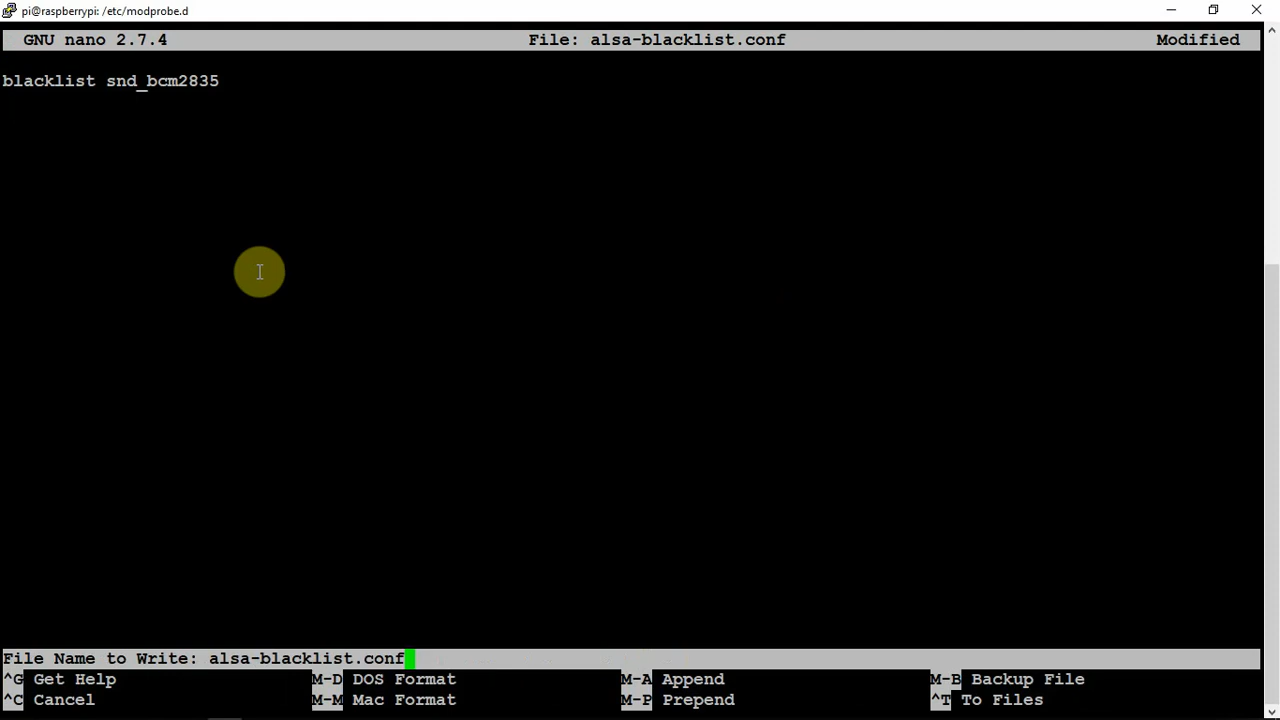 pi@raspberrypi: /etc/modprobe.d
GNU nano 2.7.4 File: alsa-blacklist.conf Modified
blacklist snd_bcm2835
File Name to Write: alsa-blacklist.conf
^G Get Help M-D DOS Format M-A Append M-B Backup File
^C Cancel M-M Mac Format M-P Prepend ^T To Files